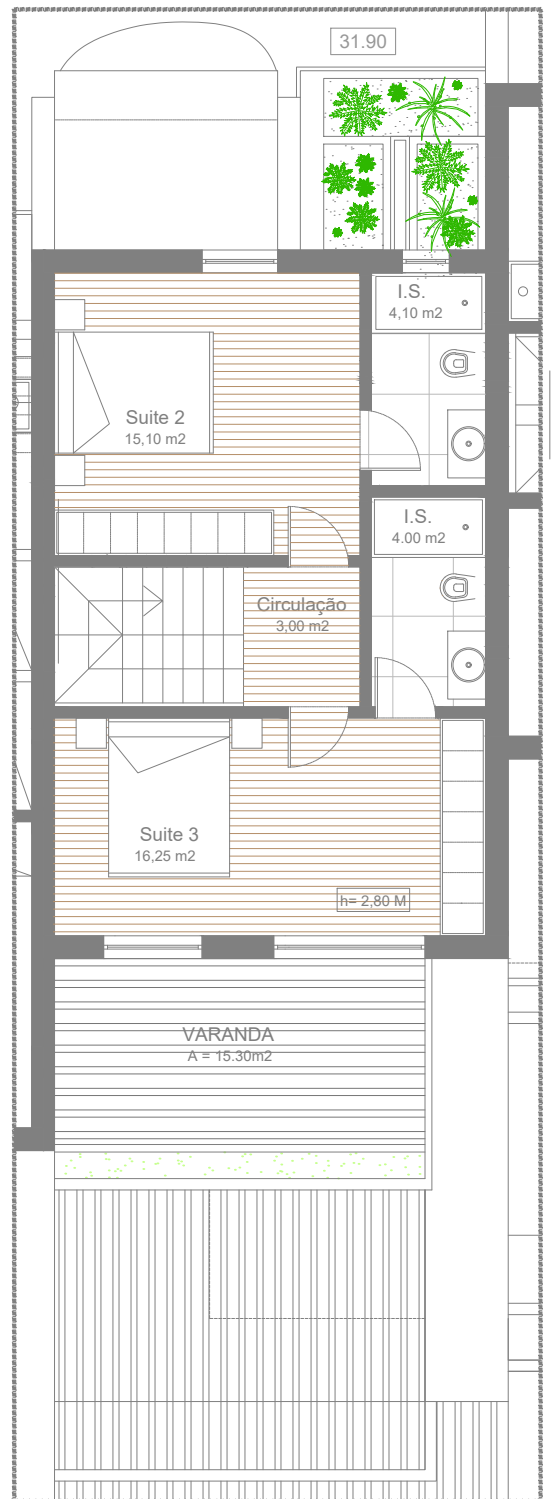 31.90
I.S.
4,10 m2
Suite 2
15,10 m2
I.S.
4.00 m2
Circulação
3,00 m2
Suite 3
16,25 m2
h= 2,80 M
VARANDA
A = 15.30m2